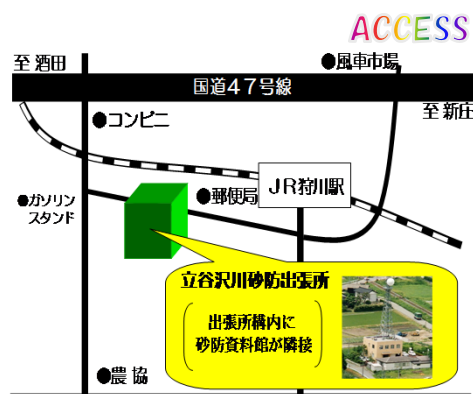 ACCESS
●風車市場
至 酒田
国道47号線
至 新庄
●コンビニ
●ガソリン
スタンド
●郵便局
JR狩川駅
立谷沢川砂防出張所
出張所構内に
砂防資料館が隣接
●農 協